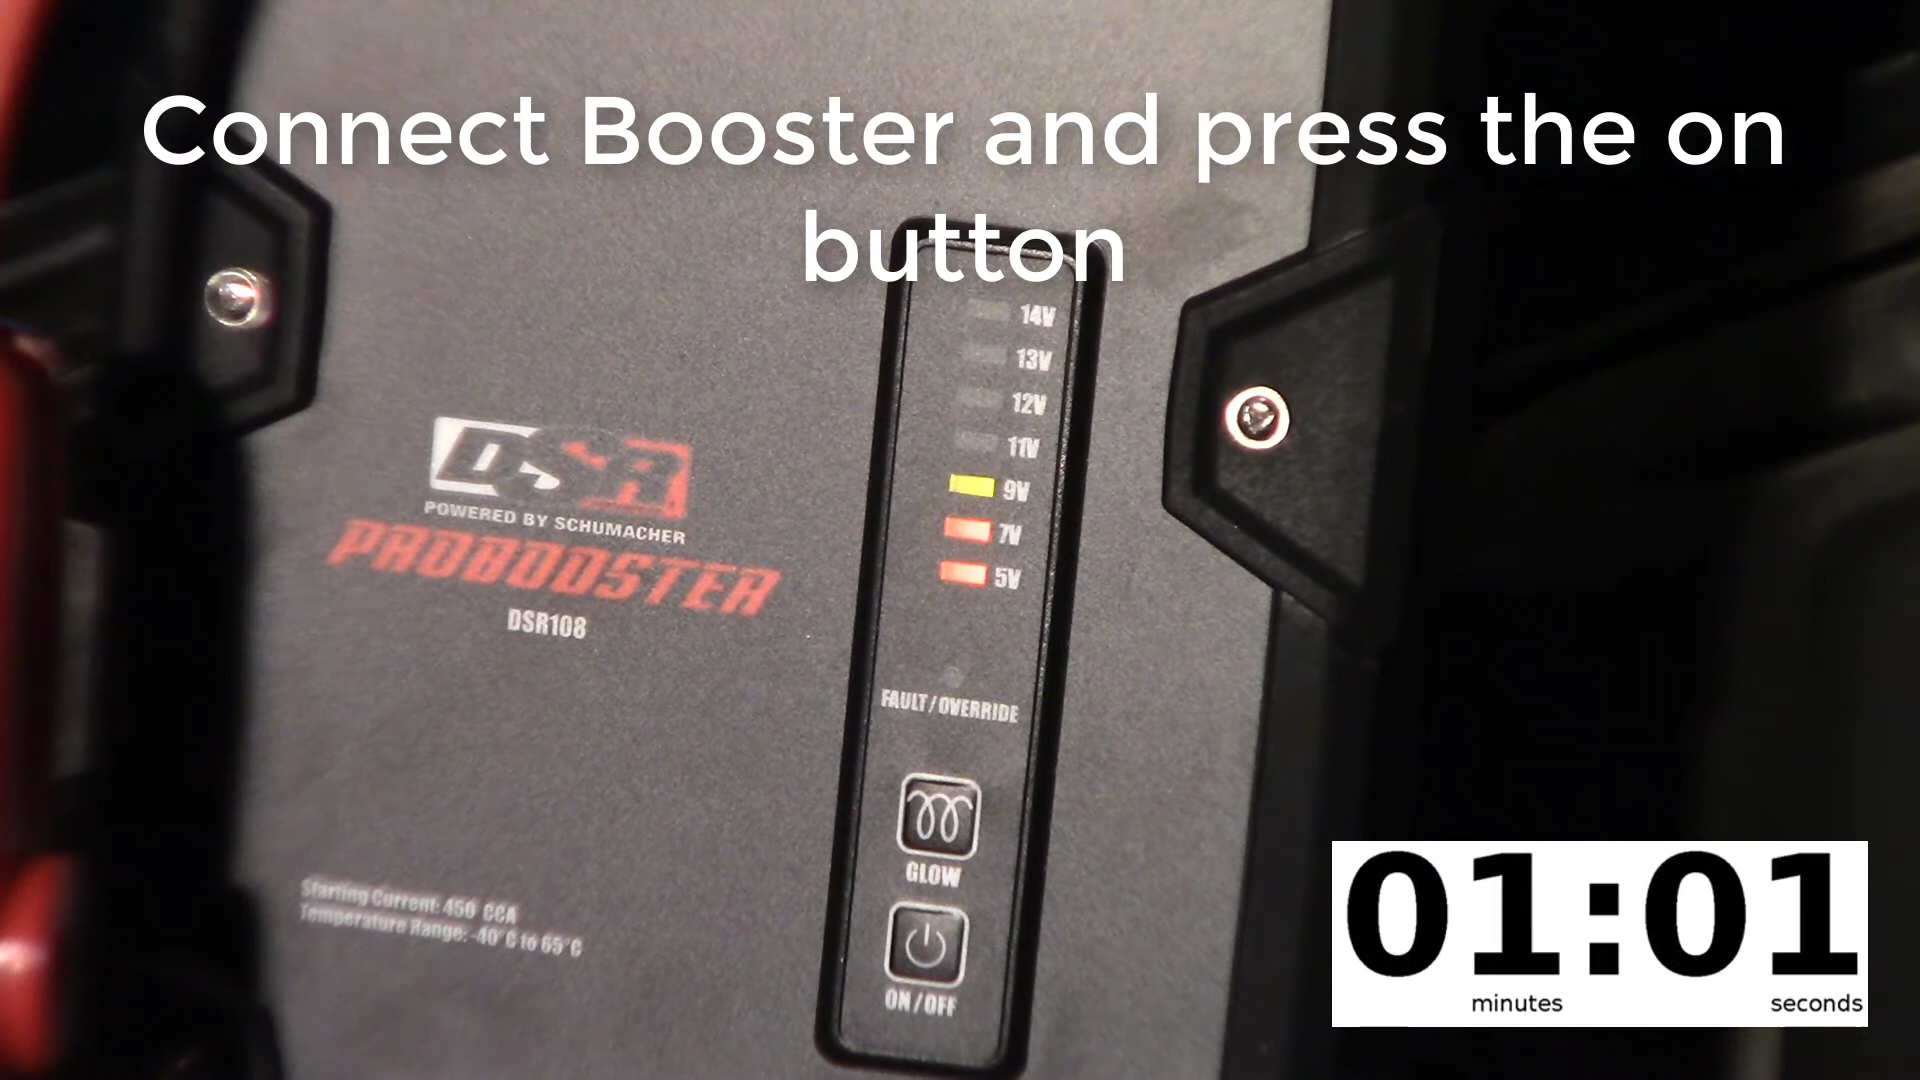 Connect Booster and press the on
button
14V
13V
12V
11V
9V
7V
5V
DSR
POWERED BY SCHUMACHER
PROBOOSTER
DSR108
FAULT/OVERRIDE
GLOW
Starting Current: 450 CCA
Temperature Range: -40°C to 65°C
ON/OFF
01:01
minutes seconds